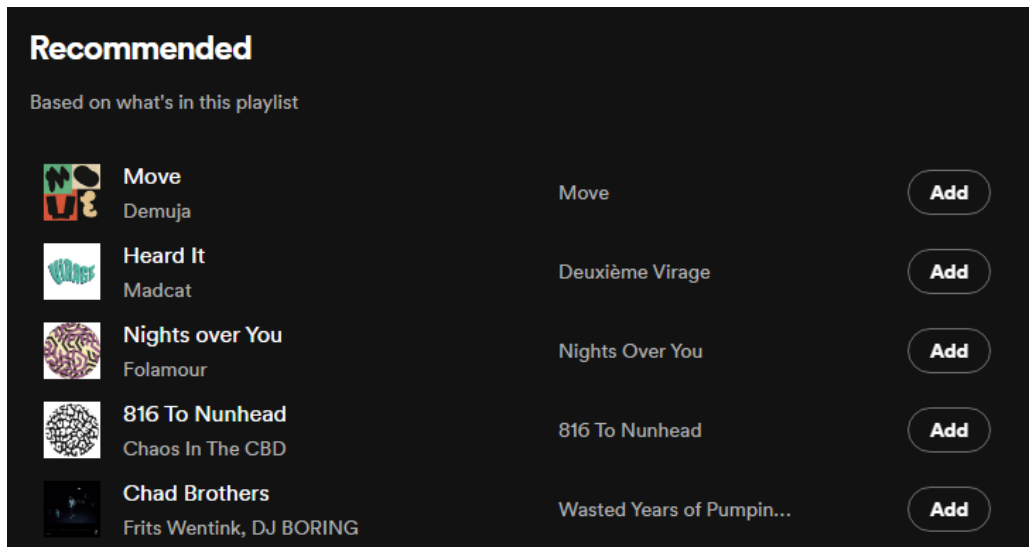 Recommended
Based on what's in this playlist
Move
Demuja
Move
Add
Heard It
Madcat
Deuxième Virage
Add
Nights over You
Folamour
Nights Over You
Add
816 To Nunhead
Chaos In The CBD
816 To Nunhead
Add
Chad Brothers
Frits Wentink, DJ BORING
Wasted Years of Pumpin...
Add
MOVE
VIRAGE